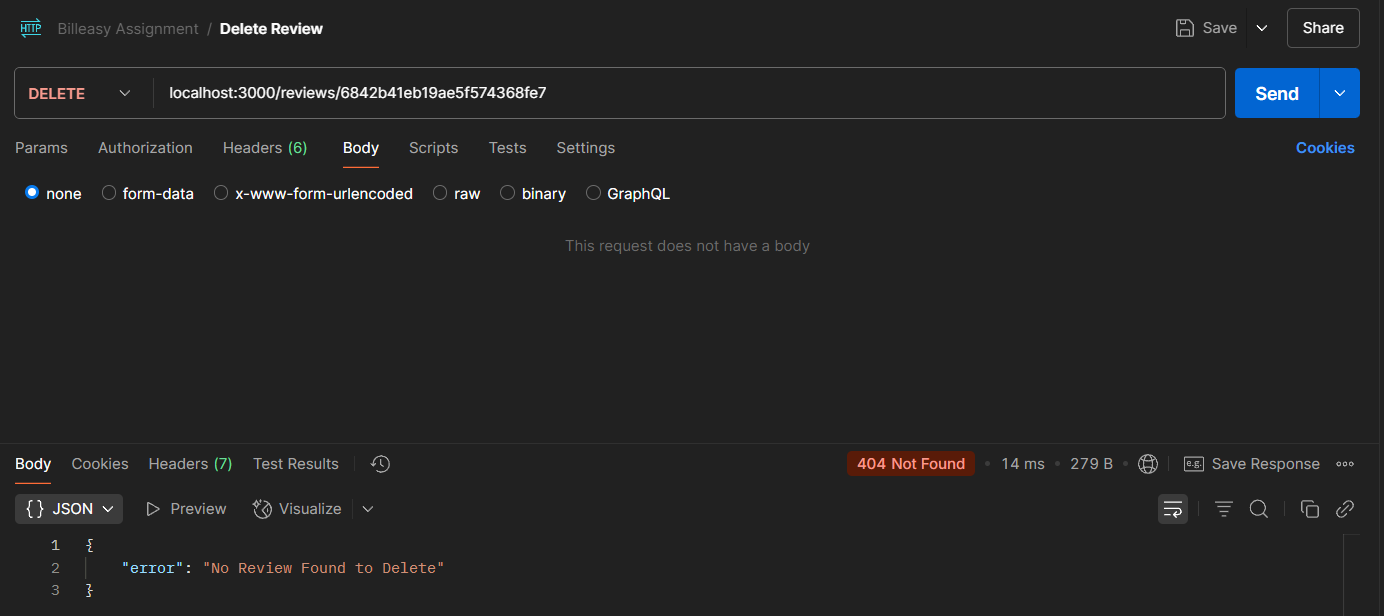 HTTP Billeasy Assignment / Delete Review Save Share
DELETE localhost:3000/reviews/6842b41eb19ae5f574368fe7 Send
Params Authorization Headers (6) Body Scripts Tests Settings Cookies
none form-data x-www-form-urlencoded raw binary GraphQL
This request does not have a body
Body Cookies Headers (7) Test Results 404 Not Found • 14 ms • 279 B • e.g. Save Response
{} JSON Preview Visualize
1 {
2 "error": "No Review Found to Delete"
3 }